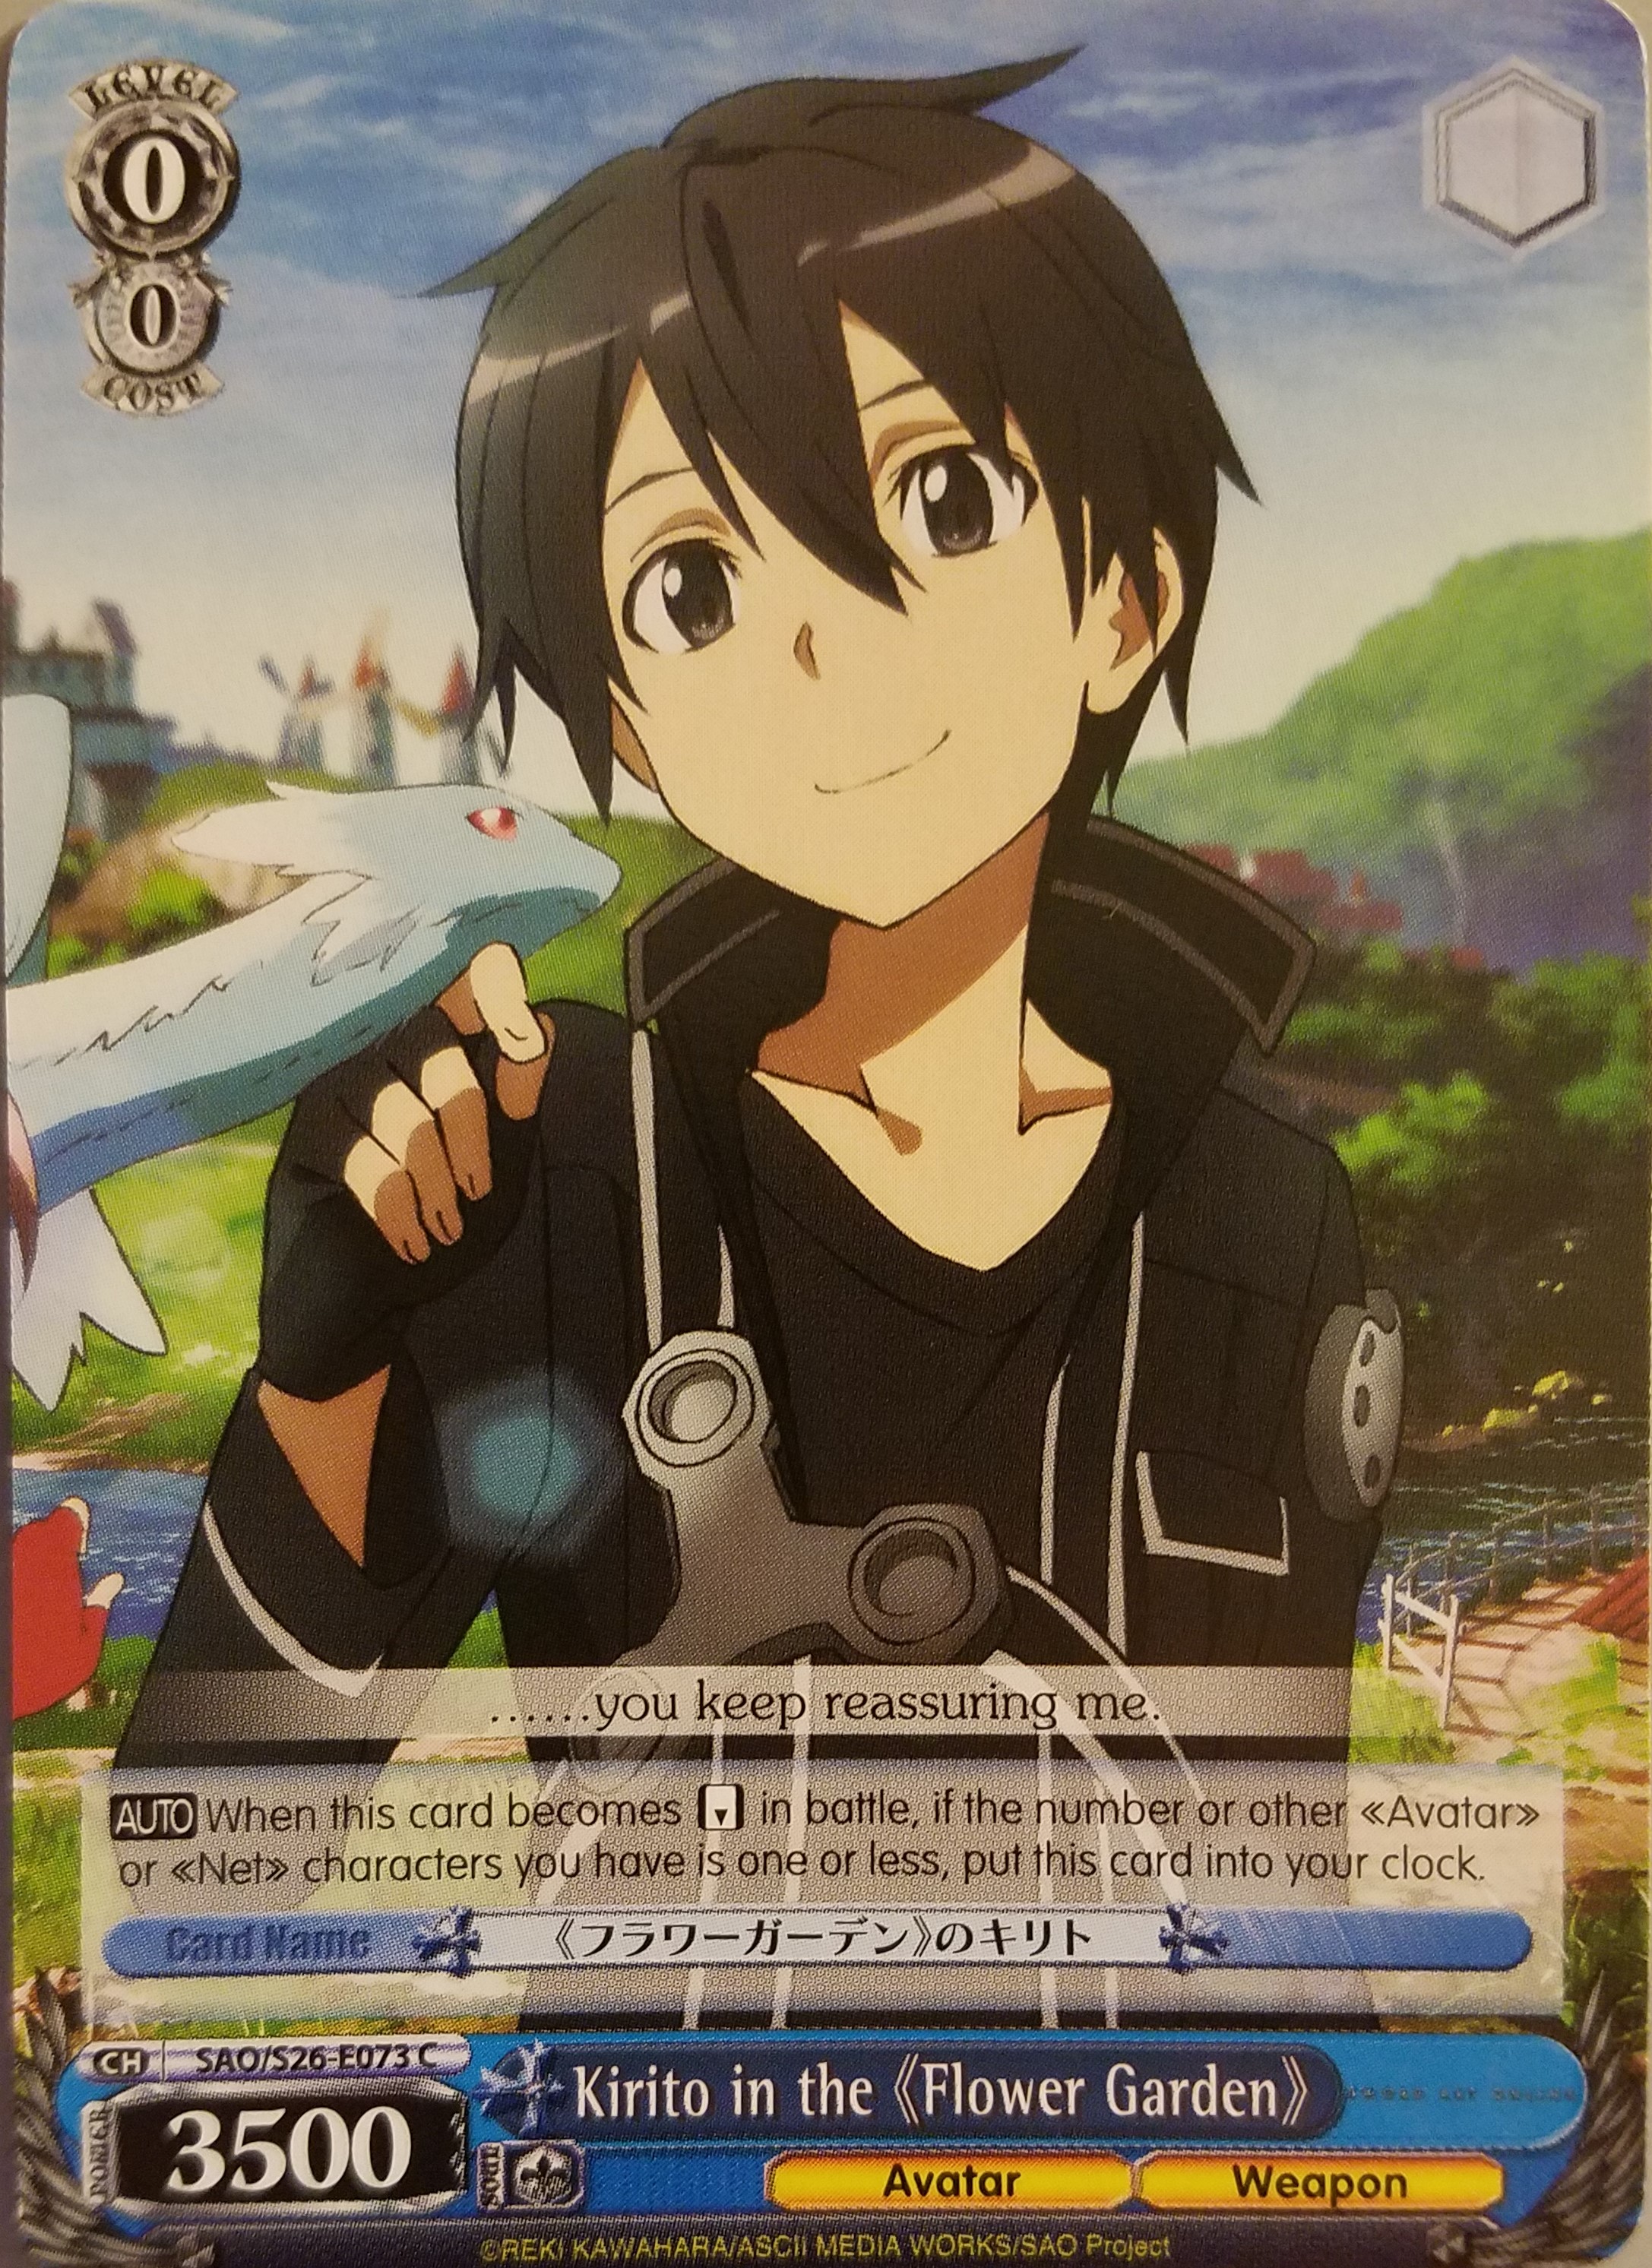 LEVEL
0
0
COST
......you keep reassuring me.
AUTO When this card becomes in battle, if the number or other «Avatar»
or «Net» characters you have is one or less, put this card into your clock.
Card Name 《フラワーガーデン》のキリト
CH SAO/S26-E073 C
Kirito in the 《Flower Garden》
POWER 3500
SOUL
Avatar Weapon
©REKI KAWAHARA/ASCII MEDIA WORKS/SAO Project